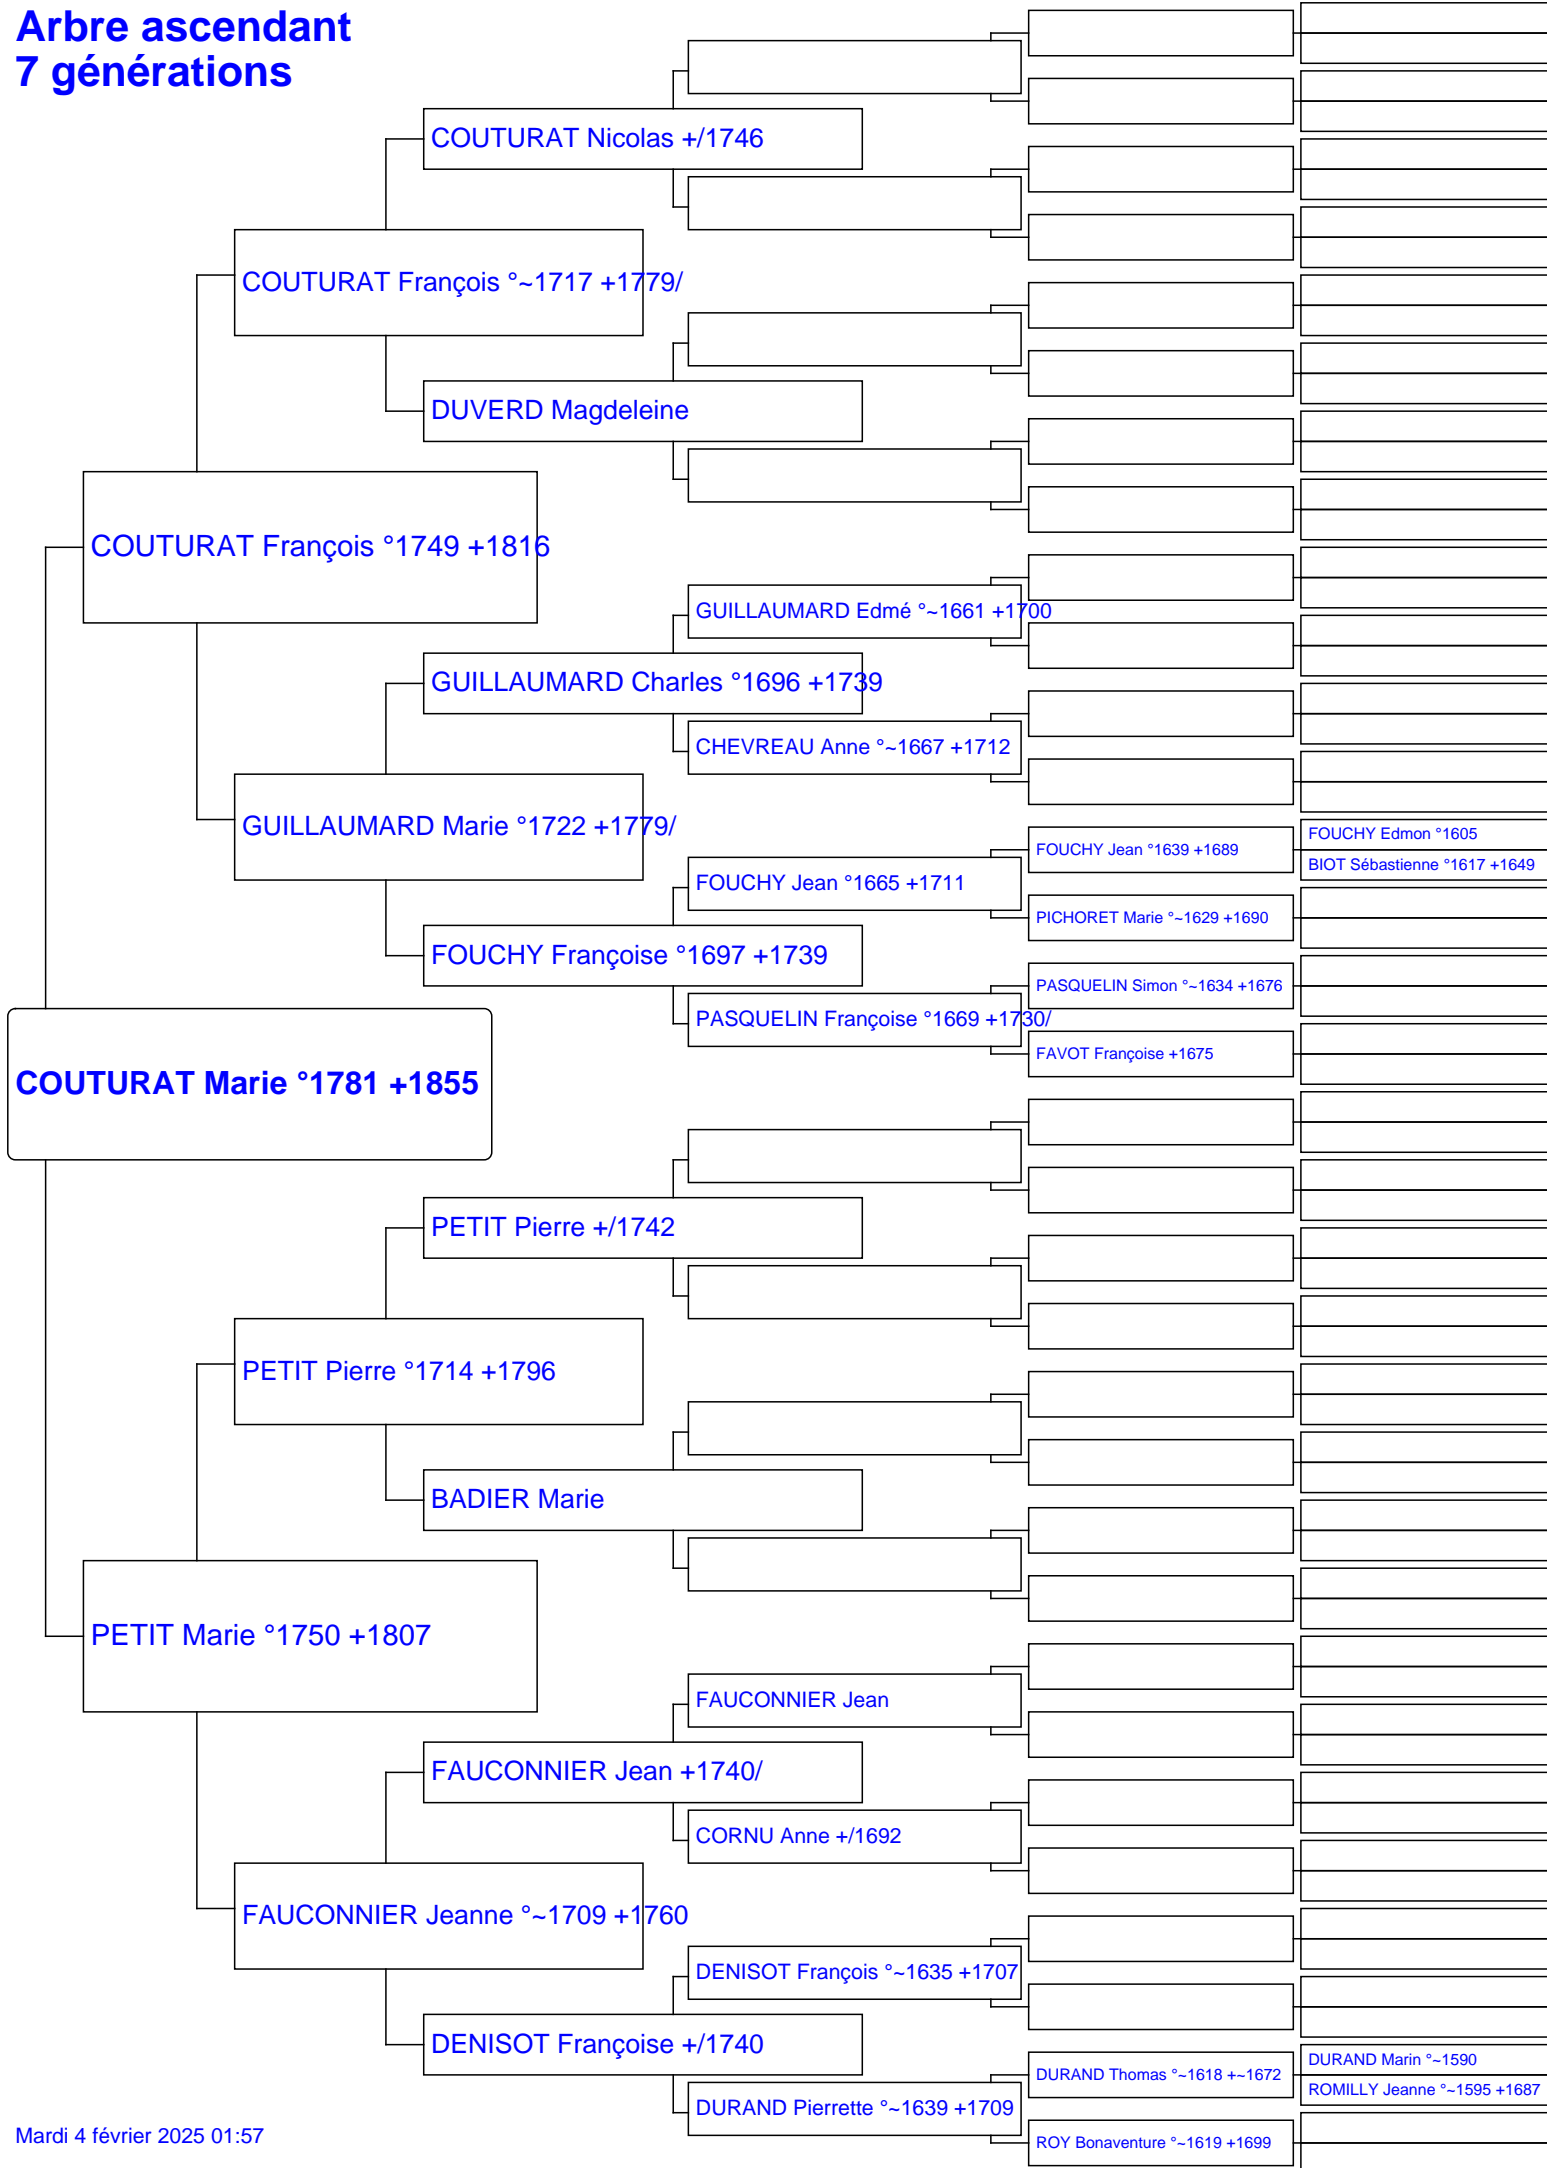 Arbre ascendant
7 générations
COUTURAT Nicolas +/1746
COUTURAT François °~1717 +1779/
DUVERD Magdeleine
COUTURAT François °1749 +1816
GUILLAUMARD Edmé °~1661 +1700
GUILLAUMARD Charles °1696 +1739
CHEVREAU Anne °~1667 +1712
GUILLAUMARD Marie °1722 +1779/
FOUCHY Edmon °1605
FOUCHY Jean °1639 +1689
BIOT Sébastienne °1617 +1649
FOUCHY Jean °1665 +1711
PICHORET Marie °~1629 +1690
FOUCHY Françoise °1697 +1739
PASQUELIN Simon °~1634 +1676
PASQUELIN Françoise °1669 +1730/
FAVOT Françoise +1675
COUTURAT Marie °1781 +1855
PETIT Pierre +/1742
PETIT Pierre °1714 +1796
BADIER Marie
PETIT Marie °1750 +1807
FAUCONNIER Jean
FAUCONNIER Jean +1740/
CORNU Anne +/1692
FAUCONNIER Jeanne °~1709 +1760
DENISOT François °~1635 +1707
DENISOT Françoise +/1740
DURAND Marin °~1590
DURAND Thomas °~1618 +~1672
ROMILLY Jeanne °~1595 +1687
DURAND Pierrette °~1639 +1709
ROY Bonaventure °~1619 +1699
Mardi 4 février 2025 01:57